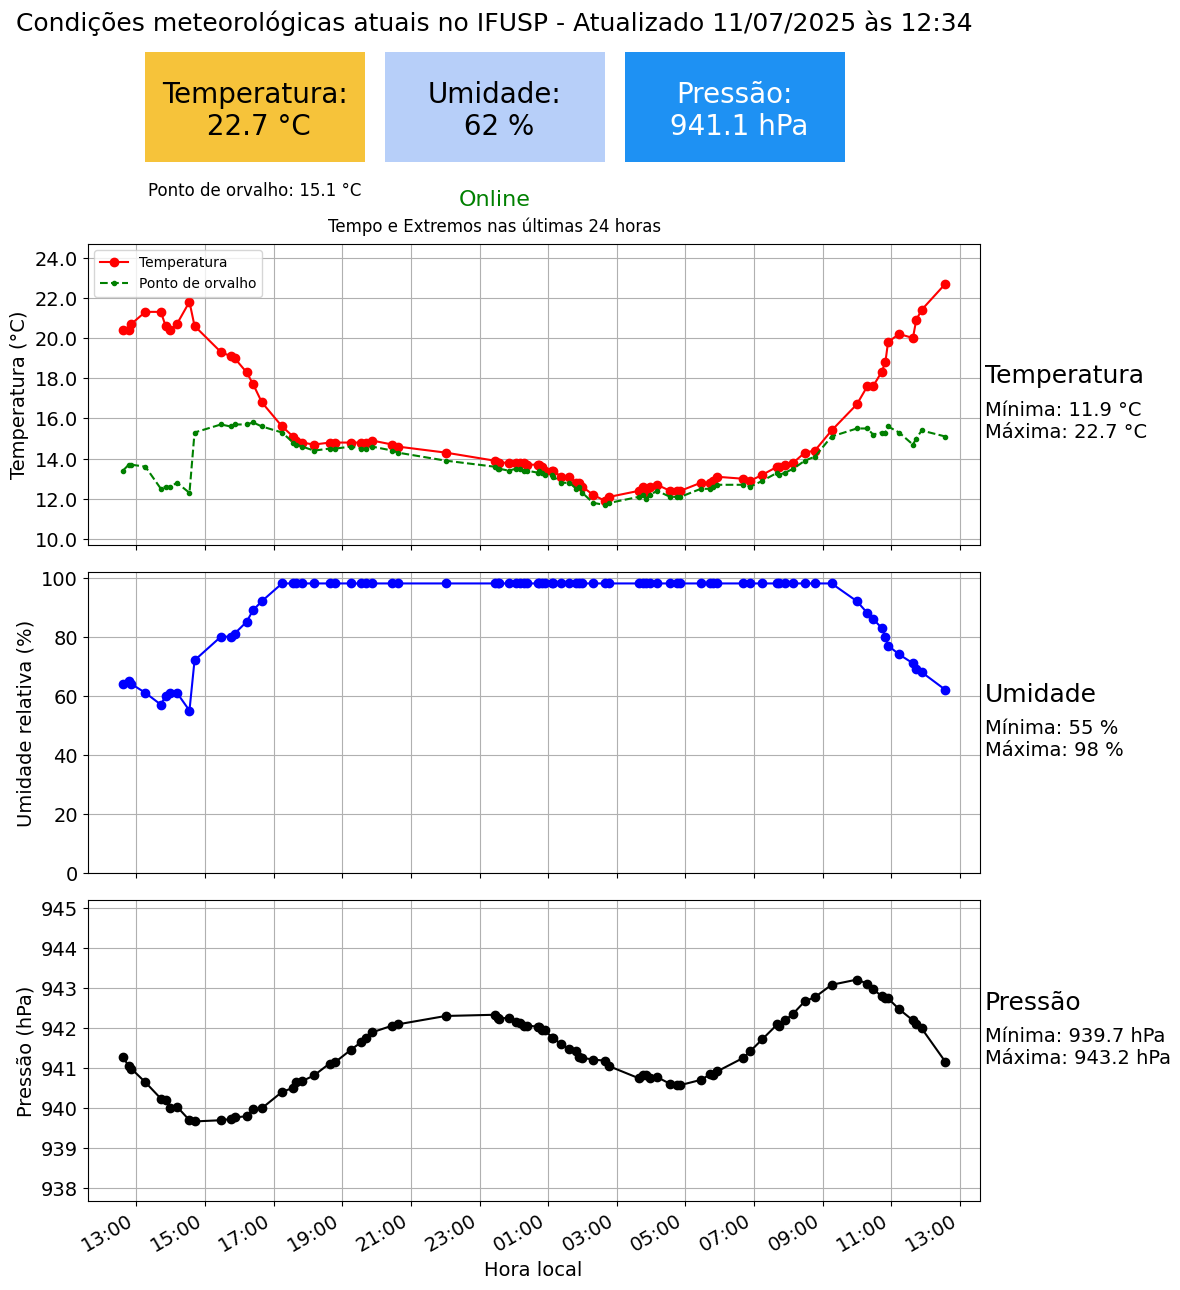 Condições meteorológicas atuais no IFUSP - Atualizado 11/07/2025 às 12:34
Temperatura:
22.7 °C
Umidade:
62 %
Pressão:
941.1 hPa
Ponto de orvalho: 15.1 °C
Online
Tempo e Extremos nas últimas 24 horas
Temperatura (°C)
24.0
22.0
20.0
18.0
16.0
14.0
12.0
10.0
Temperatura
Ponto de orvalho
Temperatura
Mínima: 11.9 °C
Máxima: 22.7 °C
Umidade relativa (%)
100
80
60
40
20
0
Umidade
Mínima: 55 %
Máxima: 98 %
Pressão (hPa)
945
944
943
942
941
940
939
938
Pressão
Mínima: 939.7 hPa
Máxima: 943.2 hPa
13:00
15:00
17:00
19:00
21:00
23:00
01:00
03:00
05:00
07:00
09:00
11:00
13:00
Hora local